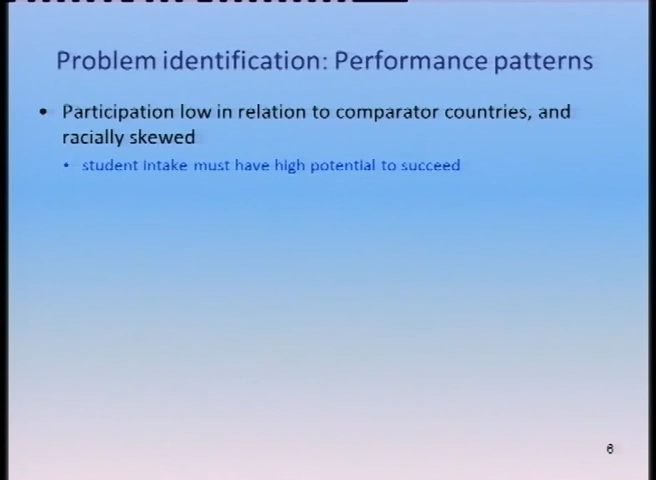 Problem identification: Performance patterns
• Participation low in relation to comparator countries, and
racially skewed
• student intake must have high potential to succeed
6